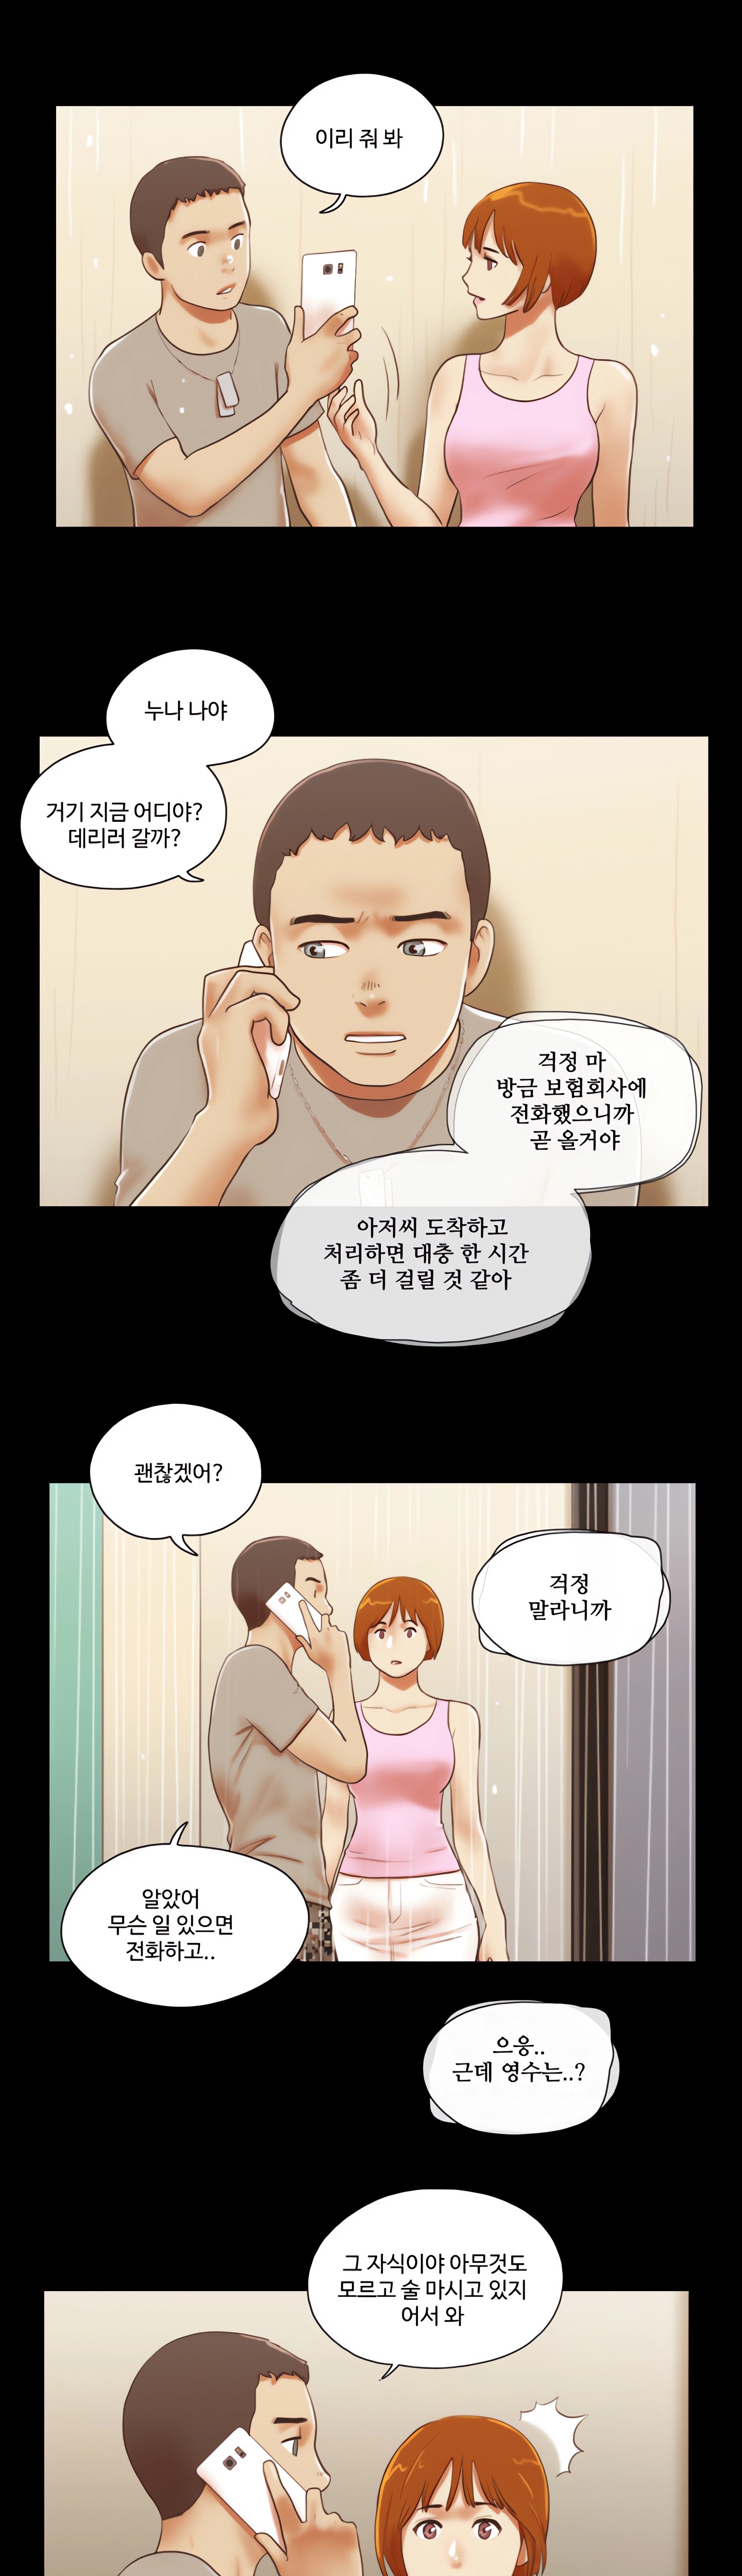 이리 줘 봐
누나 나야
거기 지금 어디야?
데리러 갈까?
걱정 마
방금 보험회사에
전화했으니까
곧 올거야
아저씨 도착하고
처리하면 대충 한 시간
좀 더 걸릴 것 같아
괜찮겠어?
걱정
말라니까
알았어
무슨 일 있으면
전화하고..
으응..
근데 영수는..?
그 자식이야 아무것도
모르고 술 마시고 있지
어서 와